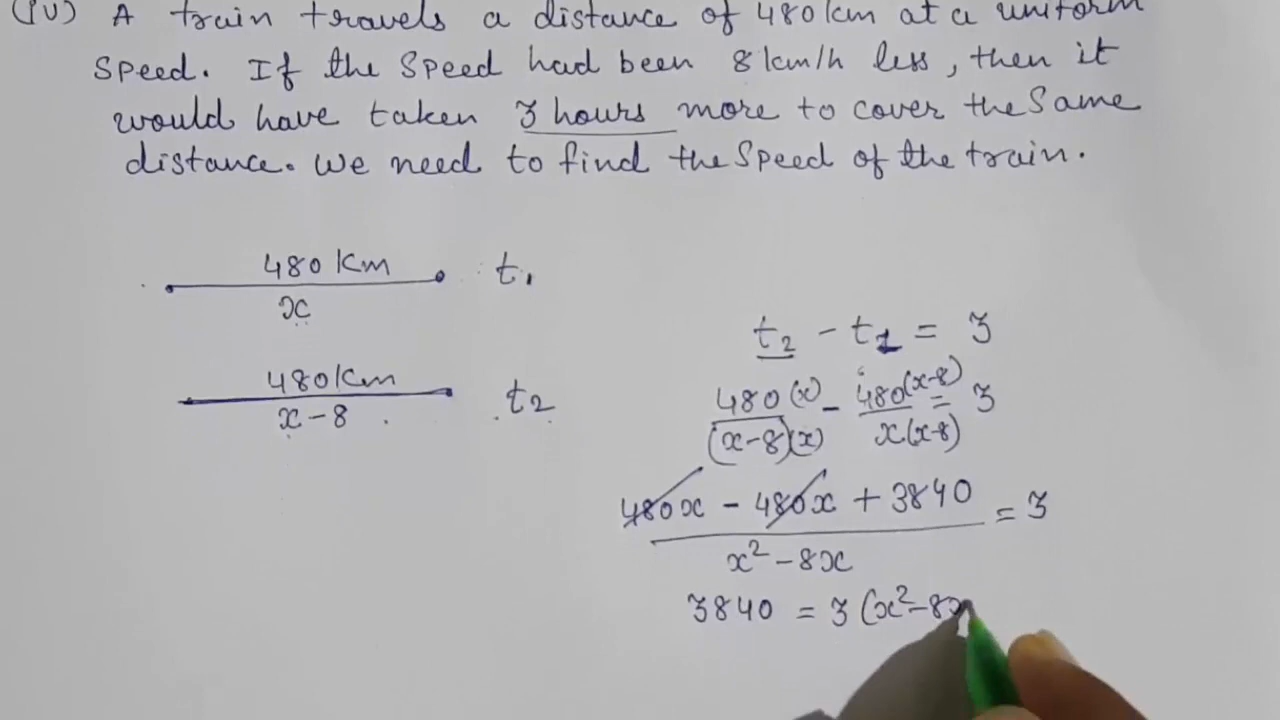 (iv) A train travels a distance of 480 km at a uniform
speed. If the speed had been 8 km/h less, then it
would have taken 3 hours more to cover the same
distance. We need to find the speed of the train.
480 km t₁
x
480 km t₂
x-8
t₂ - t₁ = 3
480(x)/(x-8)(x) - 480(x-8)/x(x-8) = 3
480x - 480x + 3840 = 3
x² - 8x
3840 = 3(x²-8x